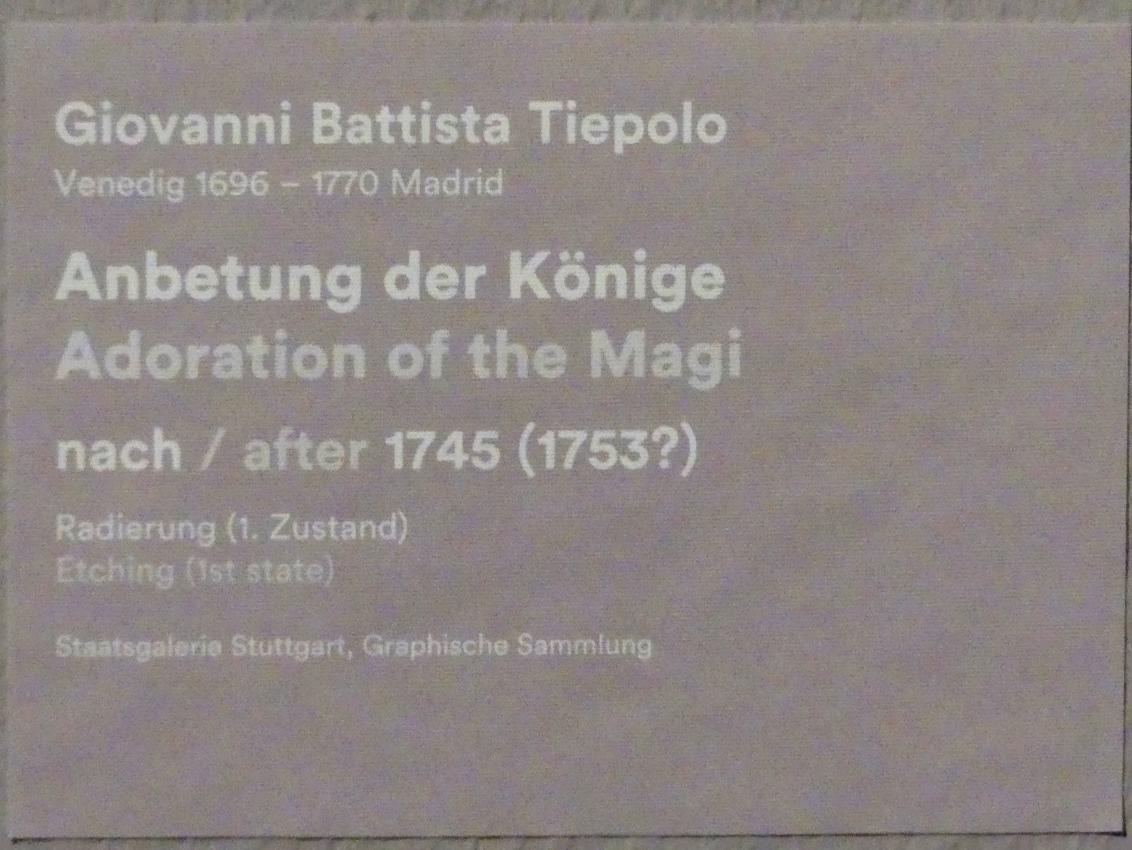 Giovanni Battista Tiepolo
Venedig 1696 – 1770 Madrid
Anbetung der Könige
Adoration of the Magi
nach / after 1745 (1753?)
Radierung (1. Zustand)
Etching (1st state)
Staatsgalerie Stuttgart, Graphische Sammlung